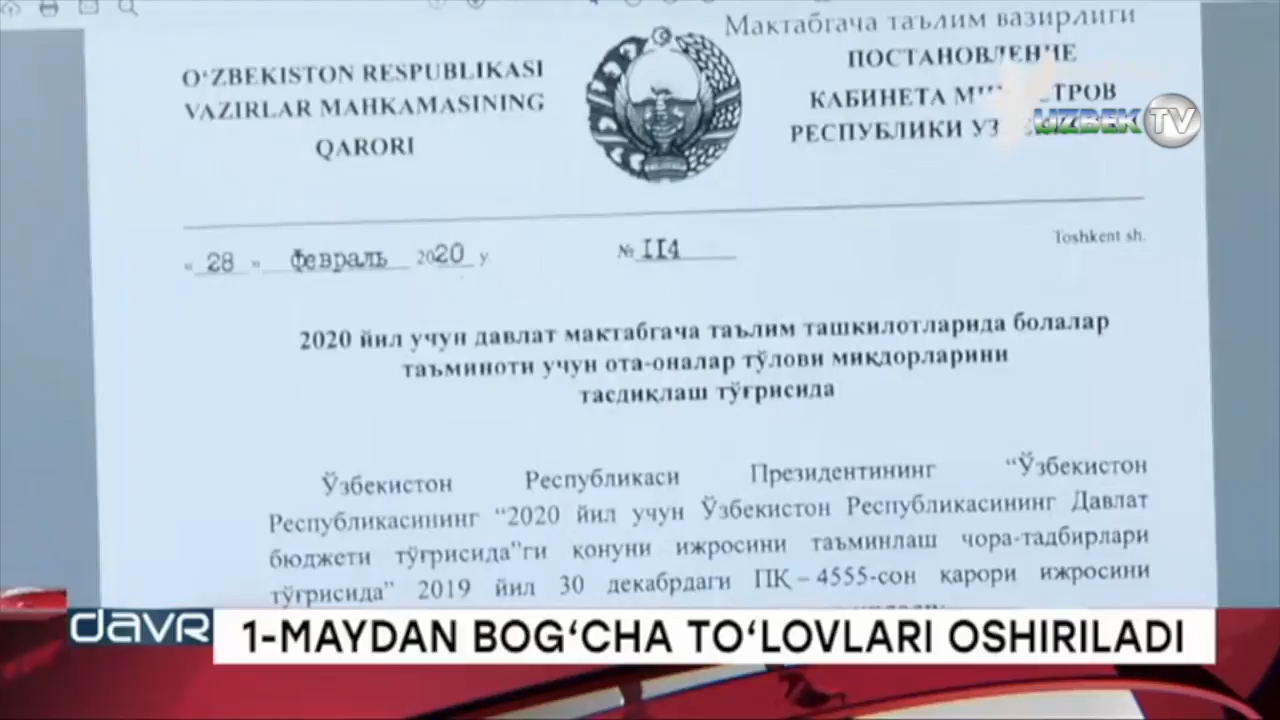 Мактабгача таълим вазирлиги
O‘ZBEKISTON RESPUBLIKASI
VAZIRLAR MAHKAMASINING
QARORI
ПОСТАНОВЛЕНИЕ
КАБИНЕТА
РЕСПУБЛИКИ
UZBEK TV
« 28 » Февраль 2020 y.
№ 114
Toshkent sh.
2020 йил учун давлат мактабгача таълим ташкилотларида болалар
таъминоти учун ота-оналар тўлови миқдорларини
тасдиқлаш тўғрисида
Ўзбекистон Республикаси Президентининг “Ўзбекистон
Республикасининг “2020 йил учун Ўзбекистон Республикасининг Давлат
бюджети тўғрисида”ги қонуни ижросини таъминлаш чора-тадбирлари
тўғрисида” 2019 йил 30 декабрдаги ПҚ – 4555-сон қарори ижросини
davr
1-MAYDAN BOG‘CHA TO‘LOVLARI OSHIRILADI